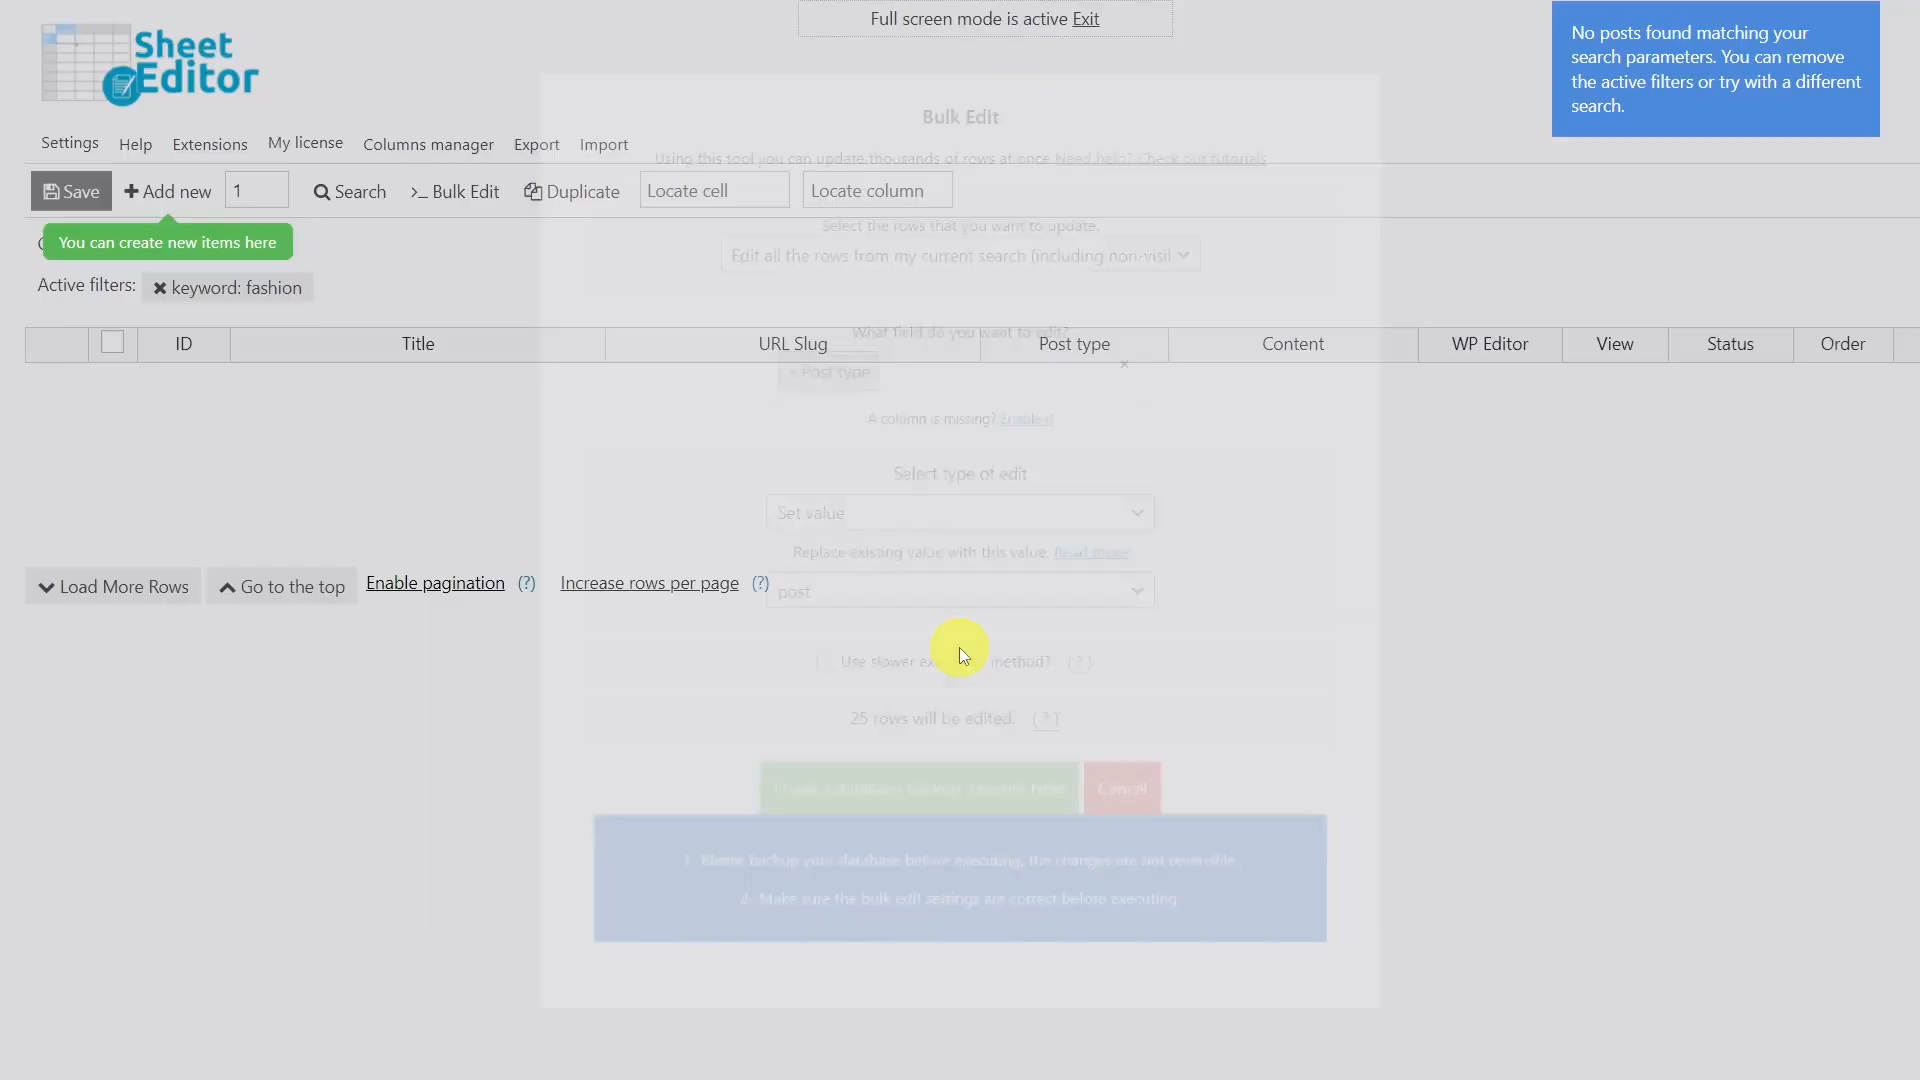 Full screen mode is active Exit
Sheet
Editor
No posts found matching your
search parameters. You can remove
the active filters or try with a different
search.
Settings Help Extensions My license Columns manager Export Import
Bulk Edit
Using this tool you can update thousands of rows at once Need help? Check our tutorials
Save Add new 1 Search >_ Bulk Edit Duplicate Locate cell Locate column
You can create new items here
Select the rows that you want to update.
Edit all the rows from my current search (including non-visil
Active filters: keyword: fashion
What field do you want to edit?
ID Title URL Slug Post type Content WP Editor View Status Order
Post type
A column is missing? Enable it
Select type of edit
Set value
Replace existing value with this value. Read more
Load More Rows Go to the top Enable pagination (?) Increase rows per page (?)
post
Use slower method? (?)
25 rows will be edited. (?)
Cancel
1- Please backup your database before executing, the changes are not reversible.
2- Make sure the bulk edit settings are correct before executing.